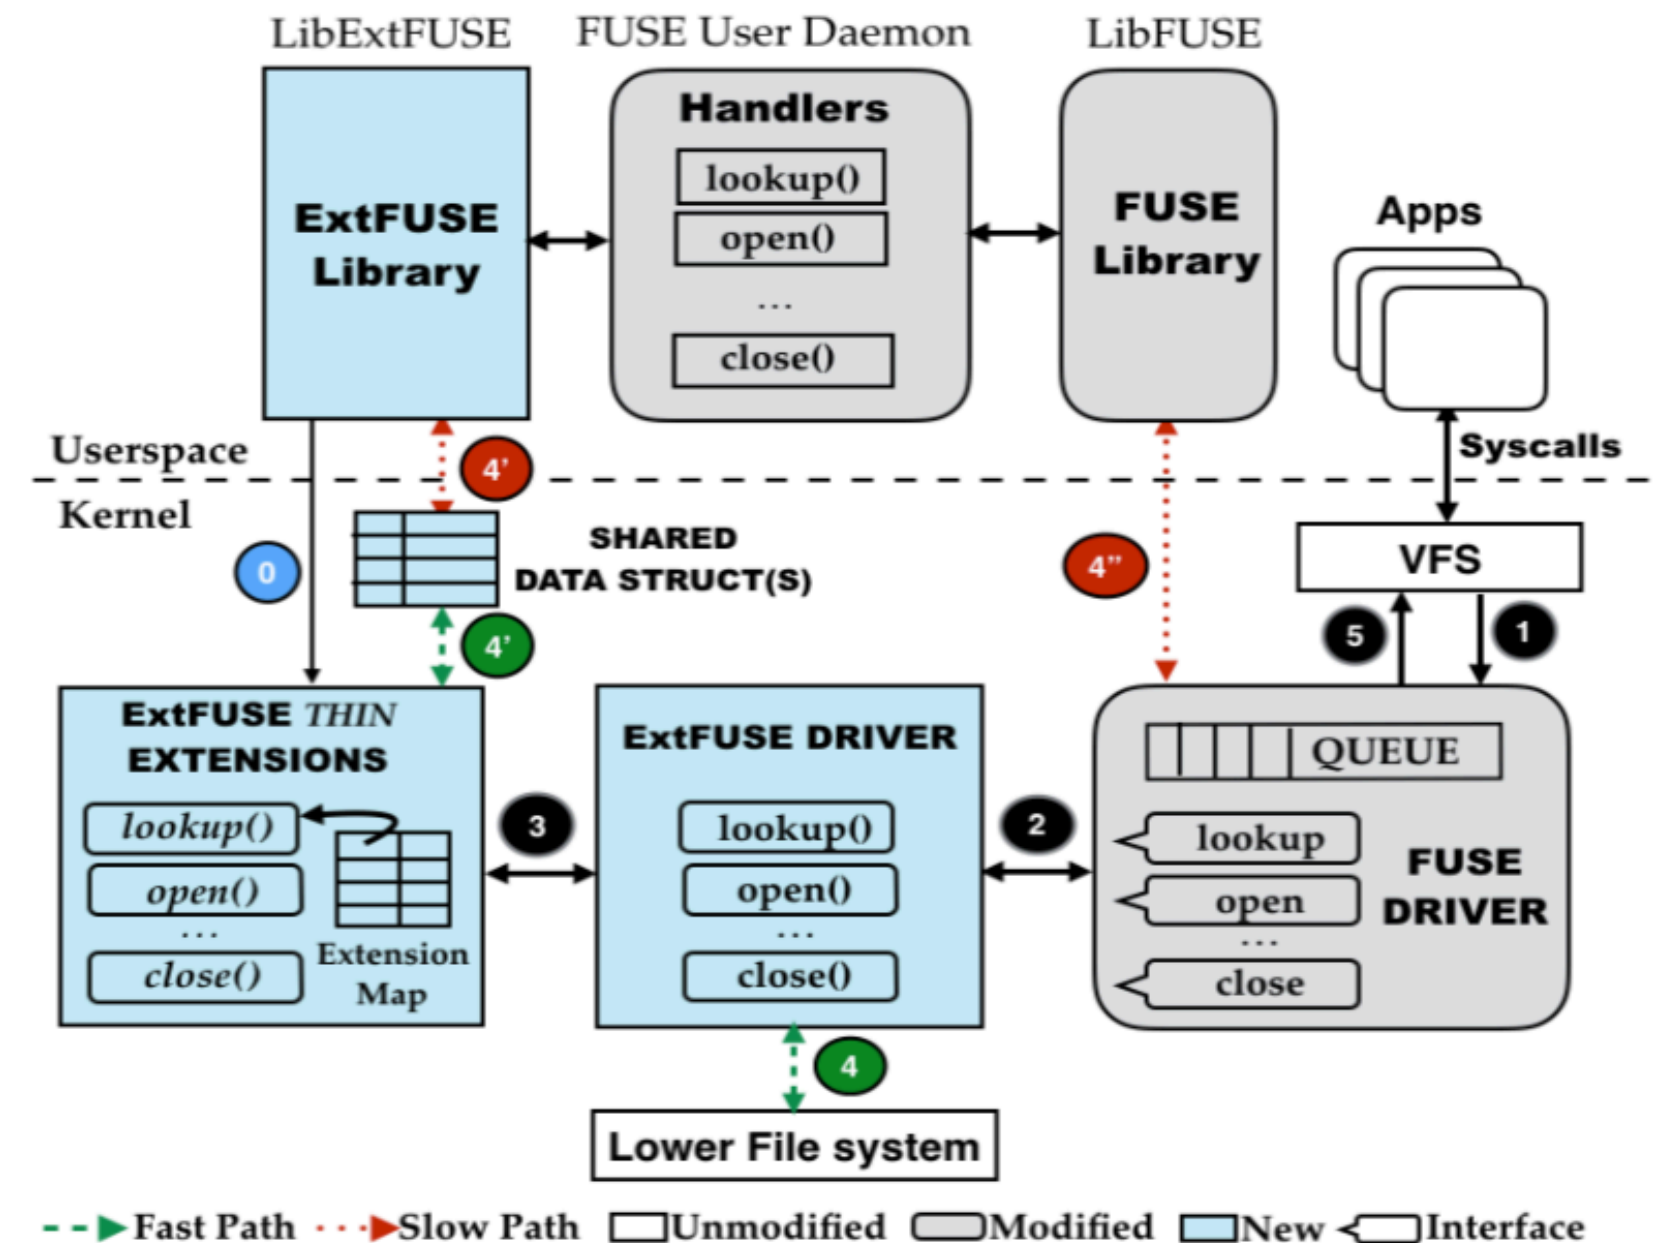 LibExtFUSE
FUSE User Daemon
LibFUSE
ExtFUSE
Library
Handlers
lookup()
open()
...
close()
FUSE
Library
Apps
Syscalls
Userspace
Kernel
4’
0
SHARED
DATA STRUCT(S)
4’
4”
VFS
5
1
ExtFUSE THIN
EXTENSIONS
lookup()
open()
...
close()
Extension
Map
3
ExtFUSE DRIVER
lookup()
open()
...
close()
2
QUEUE
lookup
open
...
close
FUSE
DRIVER
4
Lower File system
Fast Path Slow Path Unmodified Modified New Interface